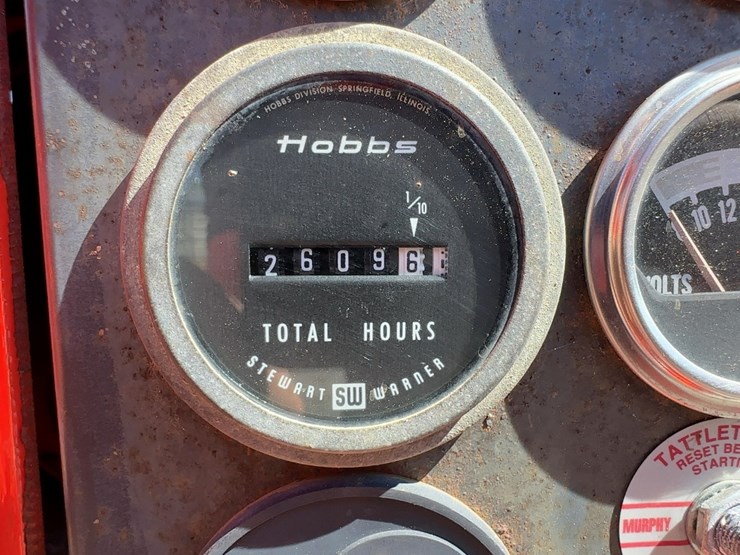 HOBBS DIVISION SPRINGFIELD, ILLINOIS
Hobbs
1/10
26096
TOTAL HOURS
STEWART SW WARNER
10 12
VOLTS
TATTLET
RESET BE
STARTI
MURPHY